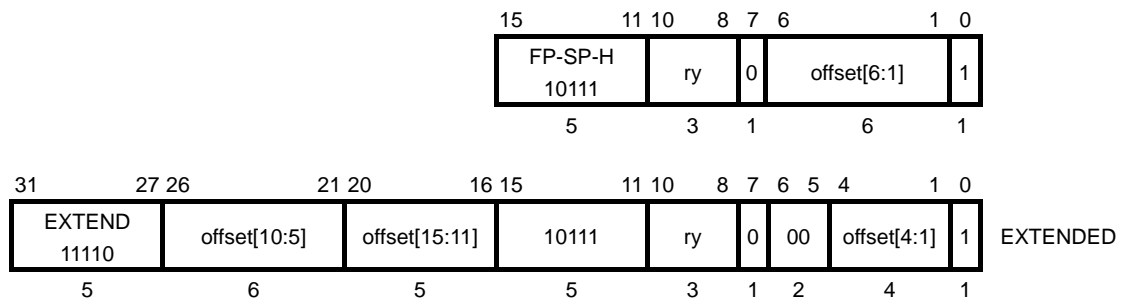 15 11 10 8 7 6 1 0
FP-SP-H
10111 ry 0 offset[6:1] 1
5 3 1 6 1
31 27 26 21 20 16 15 11 10 8 7 6 5 4 1 0
EXTEND
11110 offset[10:5] offset[15:11] 10111 ry 0 00 offset[4:1] 1 EXTENDED
5 6 5 5 3 1 2 4 1